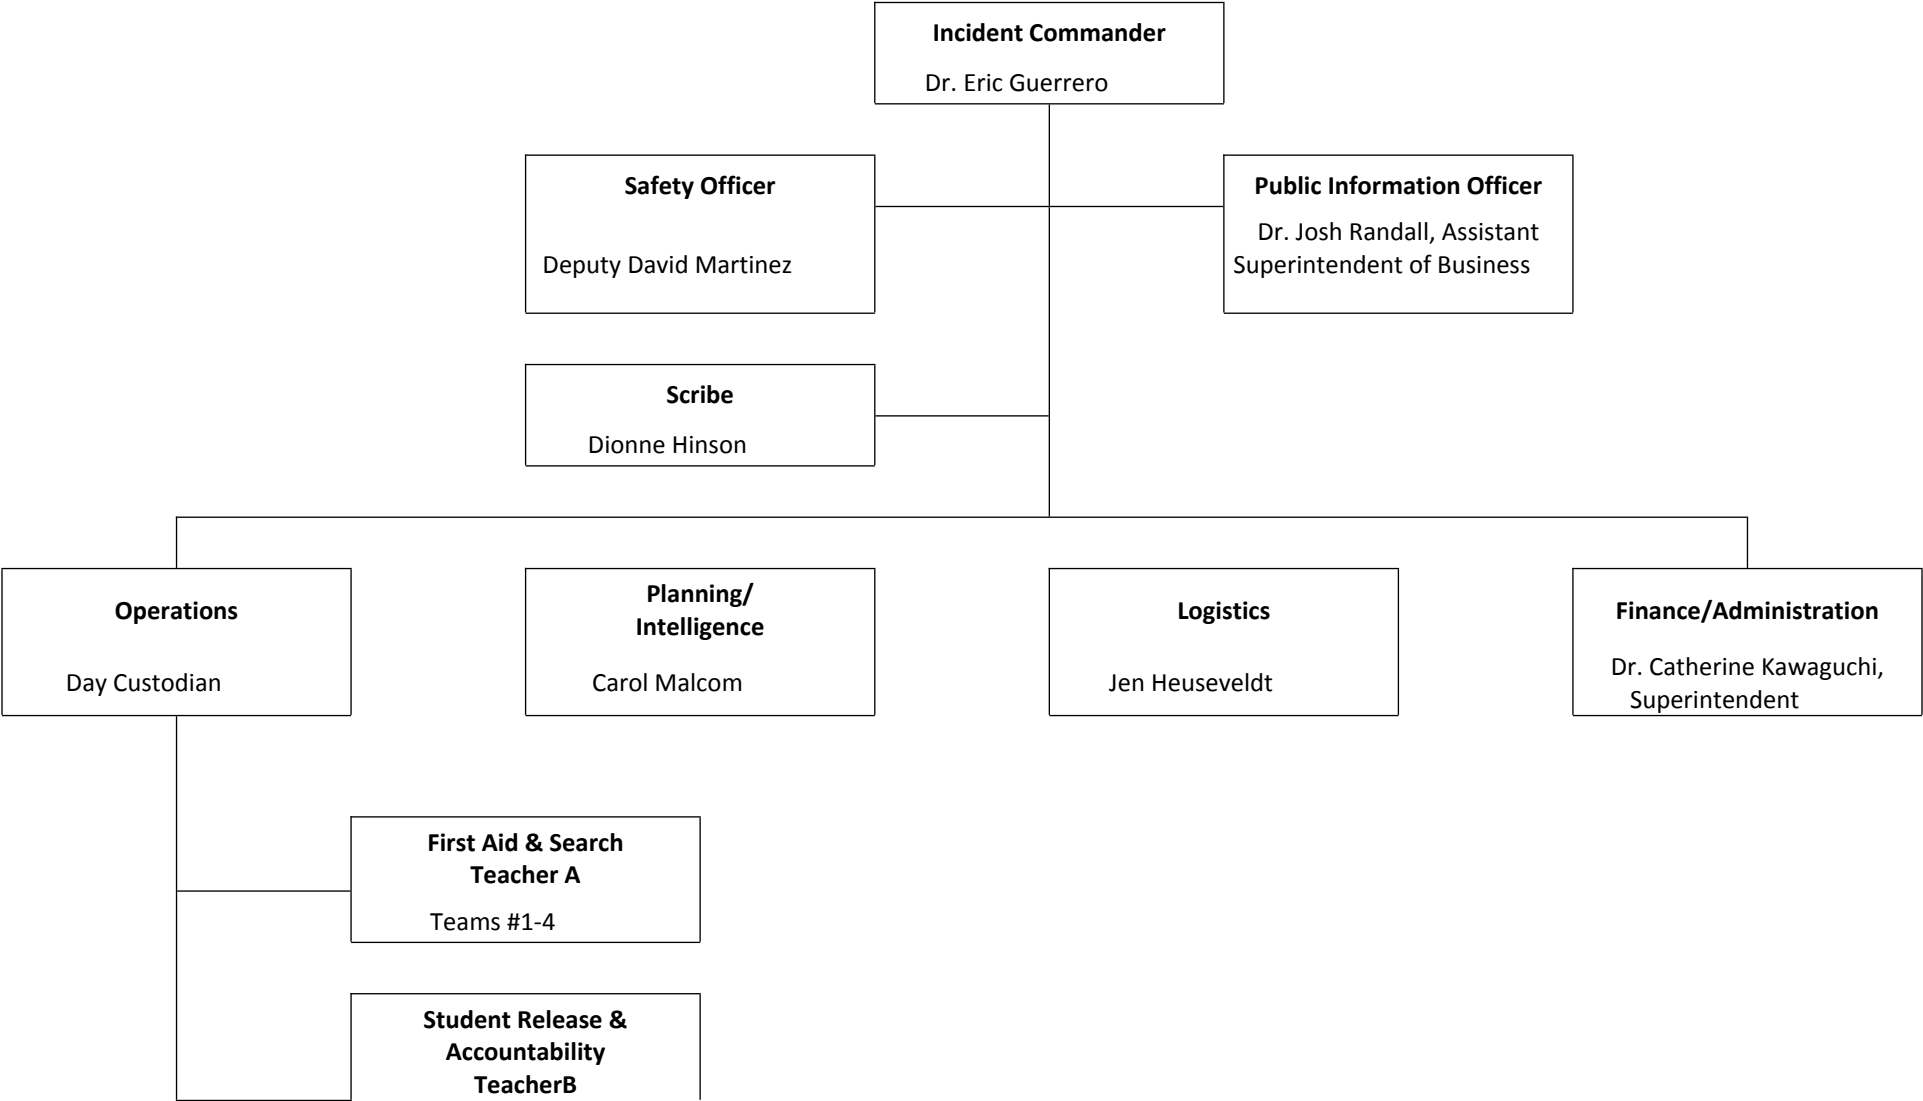 Incident Commander
Dr. Eric Guerrero
Safety Officer
Deputy David Martinez
Public Information Officer
Dr. Josh Randall, Assistant
Superintendent of Business
Scribe
Dionne Hinson
Operations
Day Custodian
Planning/
Intelligence
Carol Malcom
Logistics
Jen Heuseveldt
Finance/Administration
Dr. Catherine Kawaguchi,
Superintendent
First Aid & Search
Teacher A
Teams #1-4
Student Release &
Accountability
TeacherB